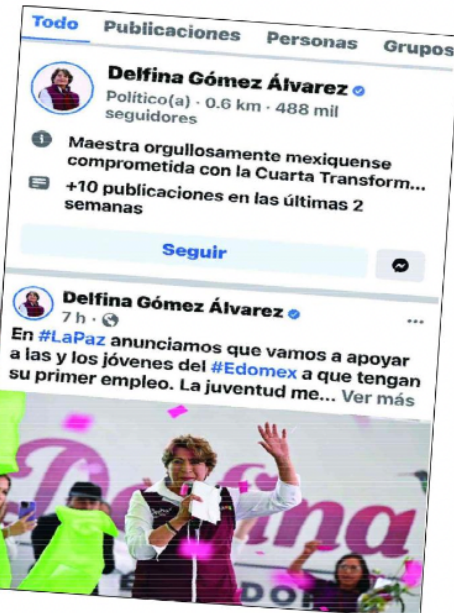 Todo Publicaciones Personas Grupos
Delfina Gómez Álvarez
Político(a) · 0.6 km · 488 mil
seguidores
Maestra orgullosamente mexiquense
comprometida con la Cuarta Transform...
+10 publicaciones en las últimas 2
semanas
Seguir
Delfina Gómez Álvarez
7 h ·
En #LaPaz anunciamos que vamos a apoyar
a las y los jóvenes del #Edomex a que tengan
su primer empleo. La juventud me... Ver más
Delfina